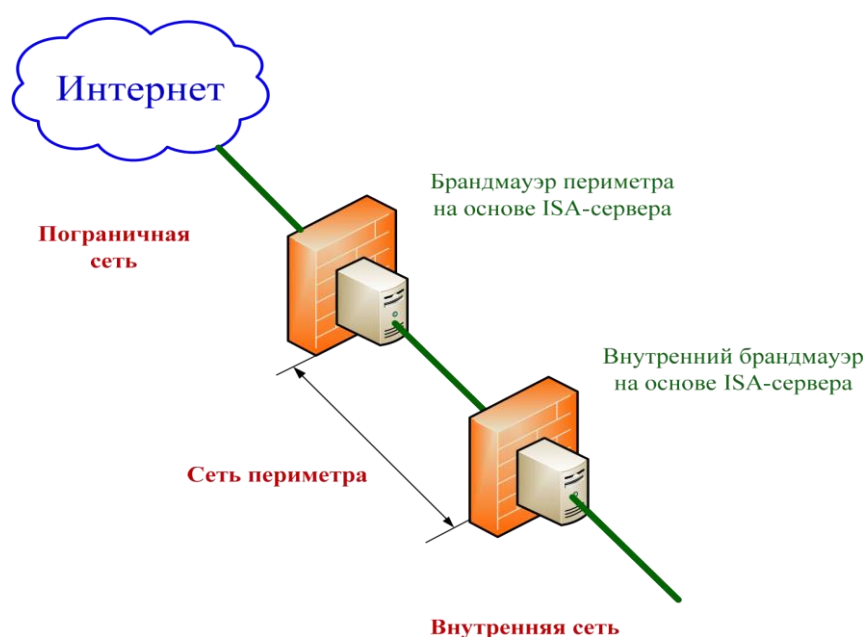 Интернет
Брандмауэр периметра
на основе ISA-сервера
Пограничная
сеть
Внутренний брандмауэр
на основе ISA-сервера
Сеть периметра
Внутренняя сеть